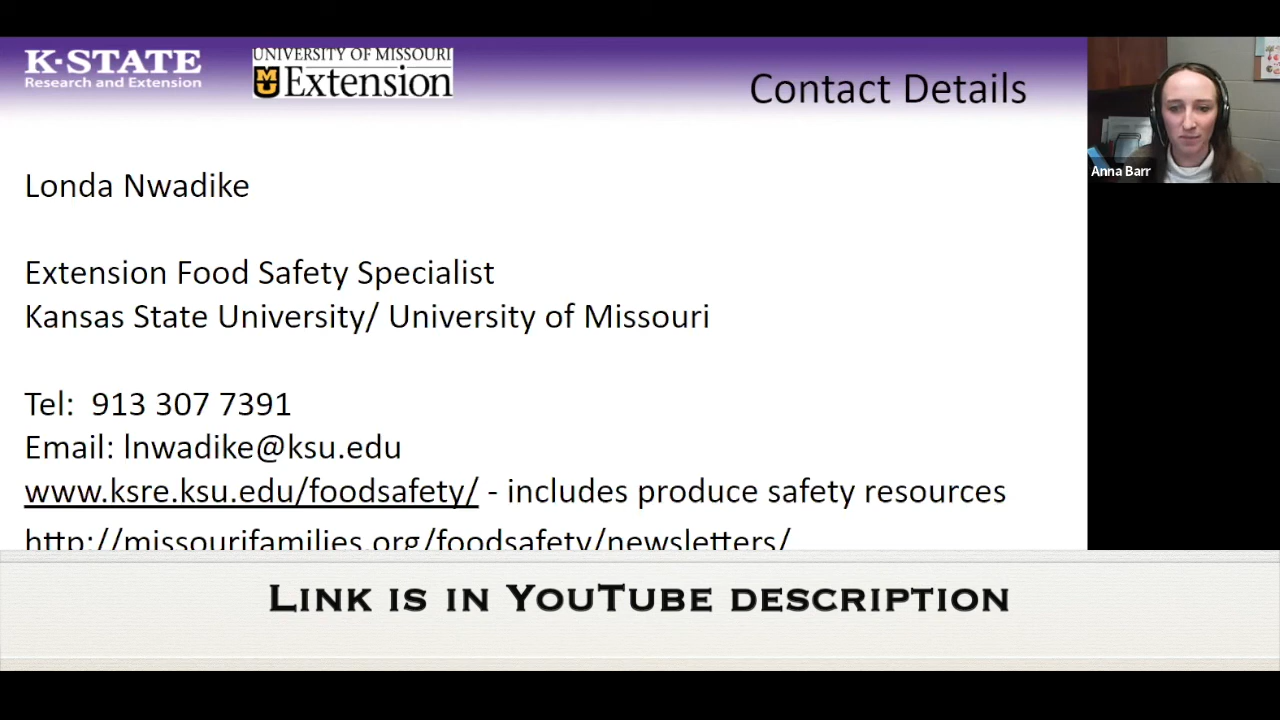 K-STATE
Research and Extension
UNIVERSITY OF MISSOURI
Extension
Contact Details
Anna Barr
Londa Nwadike
Extension Food Safety Specialist
Kansas State University/ University of Missouri
Tel: 913 307 7391
Email: lnwadike@ksu.edu
www.ksre.ksu.edu/foodsafety/ - includes produce safety resources
http://missourifamilies.org/foodsafety/newsletters/
LINK IS IN YOUTUBE DESCRIPTION